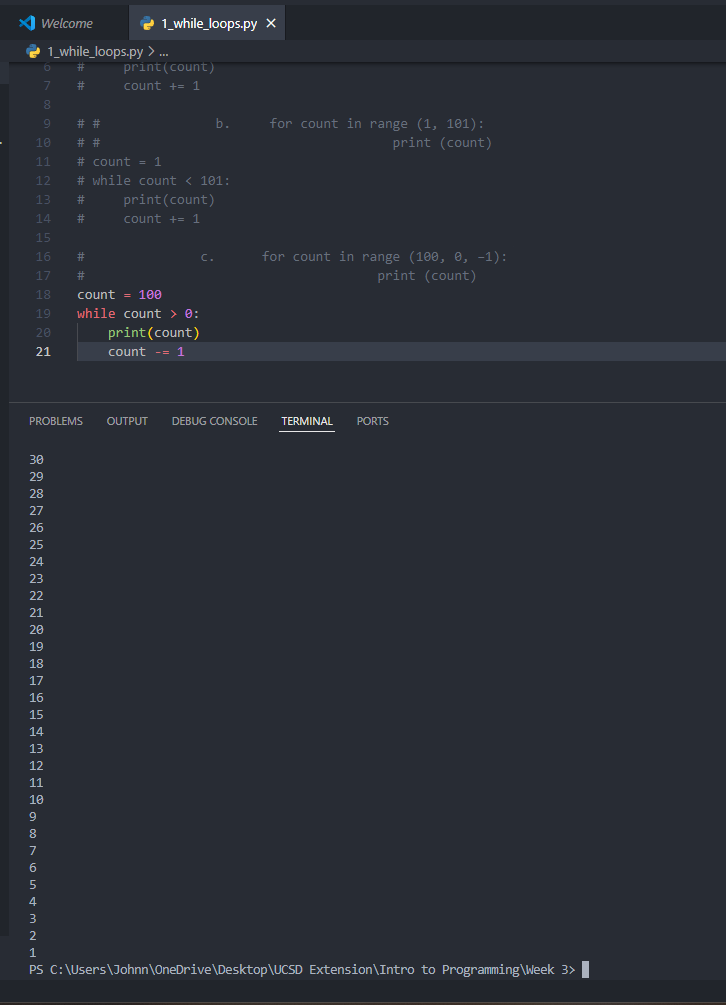 Welcome
1_while_loops.py
1_while_loops.py > ...
6 #     print(count)
7 #     count += 1
8
9 # #               b.     for count in range (1, 101):
10 # #                                      print (count)
11 # count = 1
12 # while count < 101:
13 #     print(count)
14 #     count += 1
15
16 #               c.      for count in range (100, 0, –1):
17 #                                      print (count)
18 count = 100
19 while count > 0:
20     print(count)
21     count -= 1
PROBLEMS OUTPUT DEBUG CONSOLE TERMINAL PORTS
30
29
28
27
26
25
24
23
22
21
20
19
18
17
16
15
14
13
12
11
10
9
8
7
6
5
4
3
2
1
PS C:\Users\Johnn\OneDrive\Desktop\UCSD Extension\Intro to Programming\Week 3>